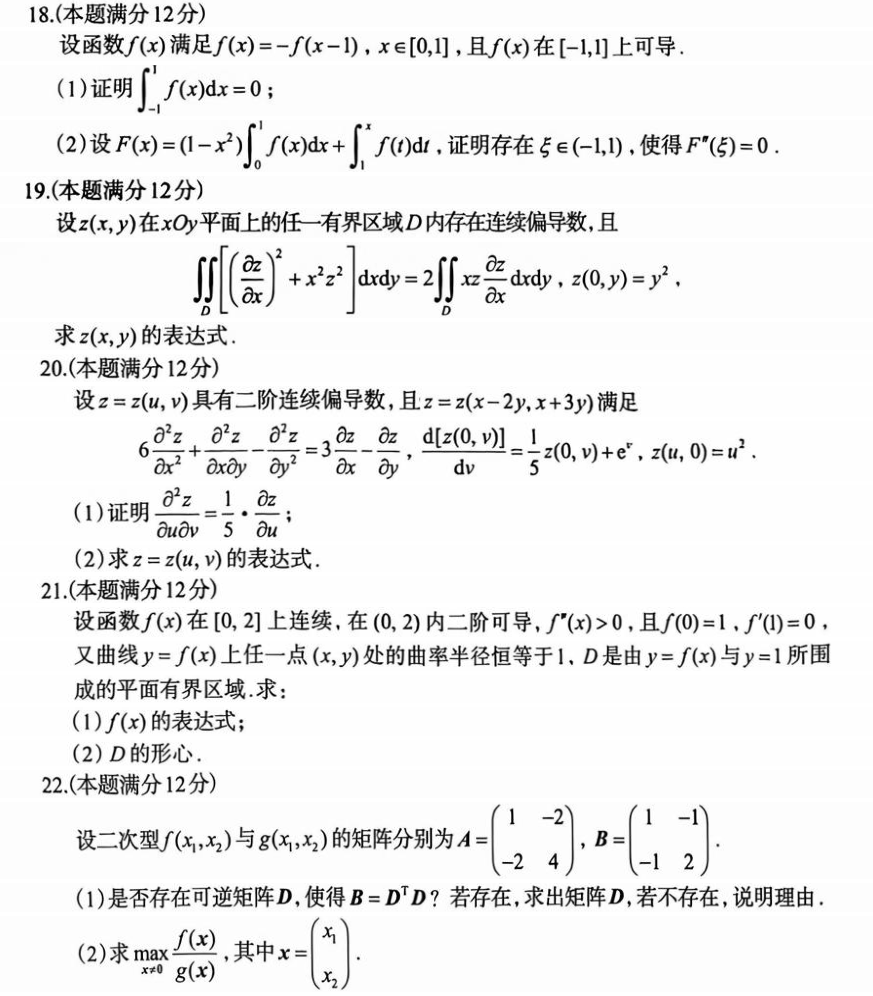 18.(本题满分12分)
设函数f(x)满足f(x)=-f(x-1),x∈[0,1],且f(x)在[-1,1]上可导.
(1)证明∫_{-1}^{1} f(x)dx=0;
(2)设F(x)=(1-x²)∫_{0}^{1} f(x)dx+∫_{1}^{x} f(t)dt,证明存在ξ∈(-1,1),使得F″(ξ)=0.
19.(本题满分12分)
设z(x,y)在xOy平面上的任一有界区域D内存在连续偏导数,且
∬_D[(∂z/∂x)²+x²z²]dxdy=2∬_D xz ∂z/∂x dxdy,z(0,y)=y²,
求z(x,y)的表达式.
20.(本题满分12分)
设z=z(u,v)具有二阶连续偏导数,且z=z(x-2y,x+3y)满足
6 ∂²z/∂x²+∂²z/∂x∂y-∂²z/∂y²=3 ∂z/∂x-∂z/∂y,d[z(0,v)]/dv=1/5 z(0,v)+e^v,z(u,0)=u².
(1)证明 ∂²z/∂u∂v=1/5·∂z/∂u;
(2)求z=z(u,v)的表达式.
21.(本题满分12分)
设函数f(x)在[0,2]上连续,在(0,2)内二阶可导,f″(x)>0,且f(0)=1,f′(1)=0,
又曲线y=f(x)上任一点(x,y)处的曲率半径恒等于1,D是由y=f(x)与y=1所围
成的平面有界区域.求:
(1)f(x)的表达式;
(2)D的形心.
22.(本题满分12分)
设二次型f(x₁,x₂)与g(x₁,x₂)的矩阵分别为A=(1 -2; -2 4),B=(1 -1; -1 2).
(1)是否存在可逆矩阵D,使得B=DᵀD?若存在,求出矩阵D,若不存在,说明理由.
(2)求max_{x≠0} f(x)/g(x),其中x=(x₁; x₂).